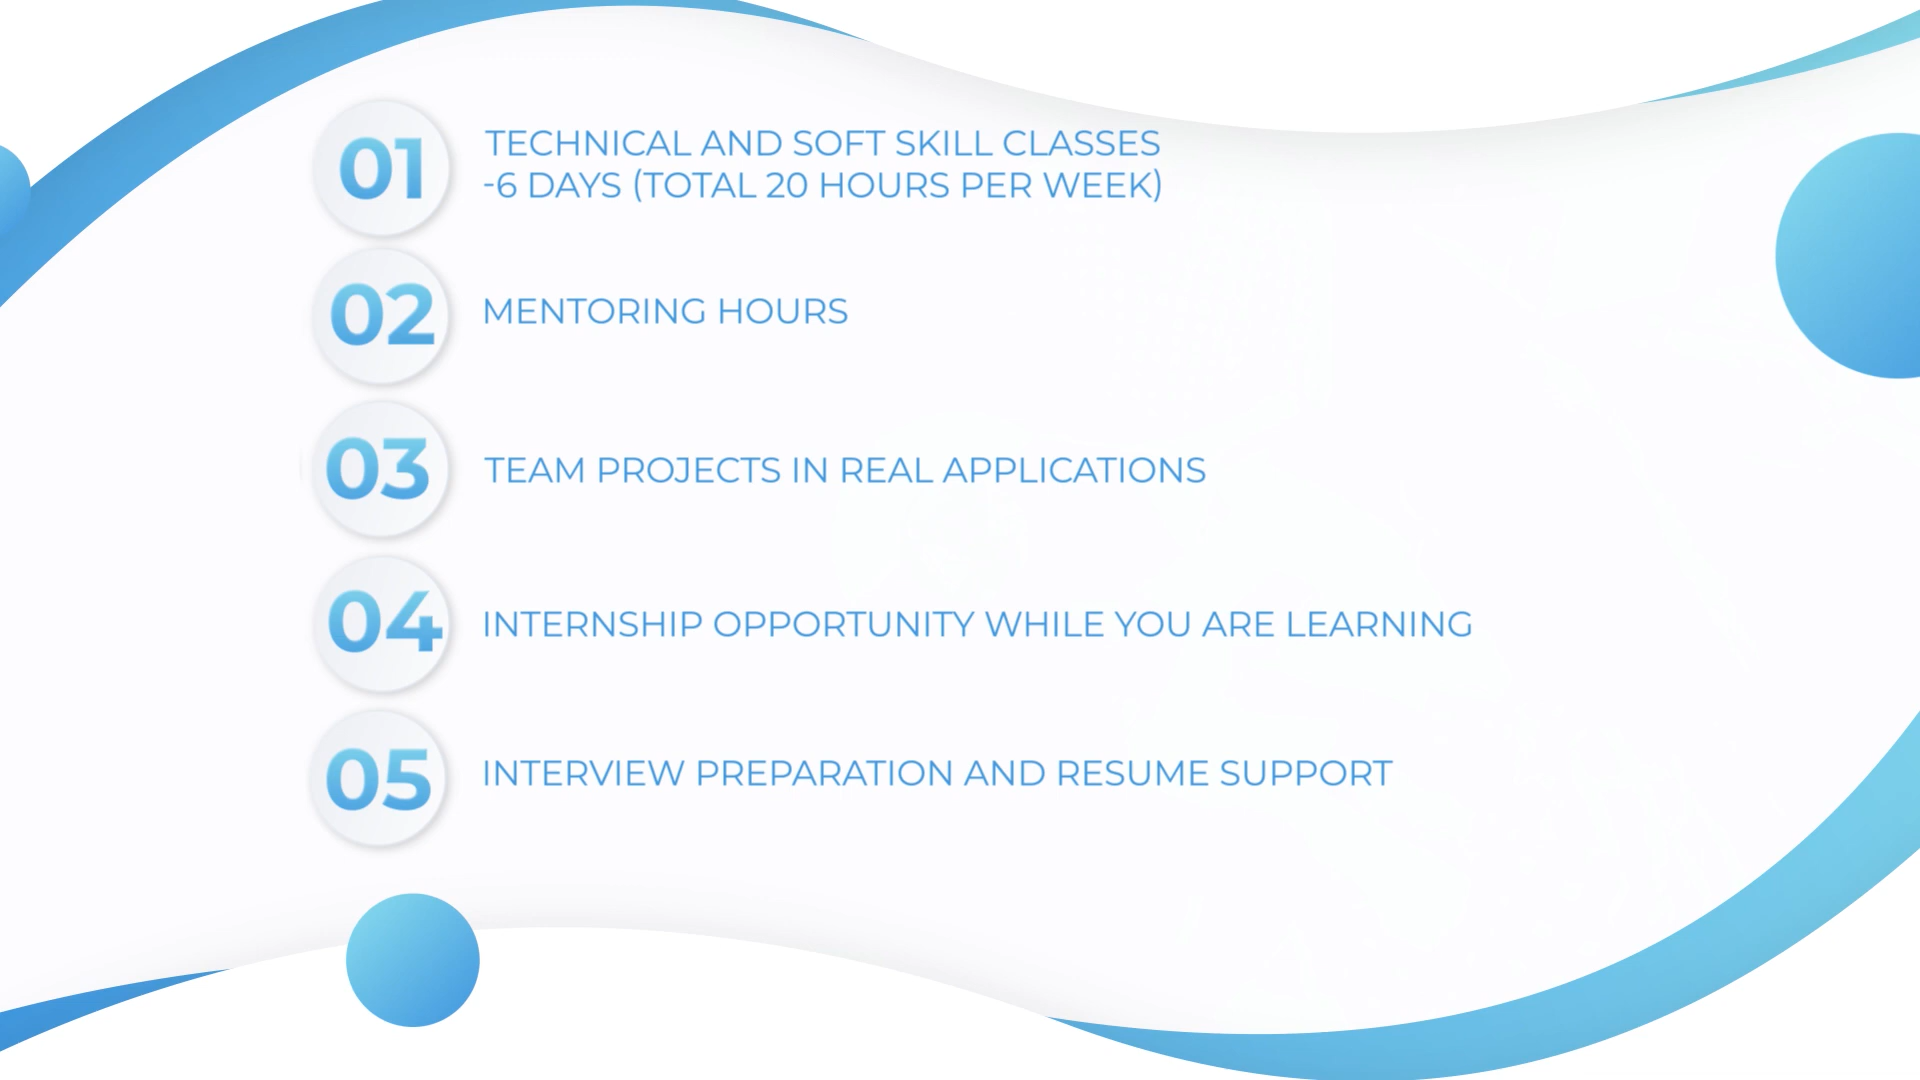 01
TECHNICAL AND SOFT SKILL CLASSES
-6 DAYS (TOTAL 20 HOURS PER WEEK)
02
MENTORING HOURS
03
TEAM PROJECTS IN REAL APPLICATIONS
04
INTERNSHIP OPPORTUNITY WHILE YOU ARE LEARNING
05
INTERVIEW PREPARATION AND RESUME SUPPORT